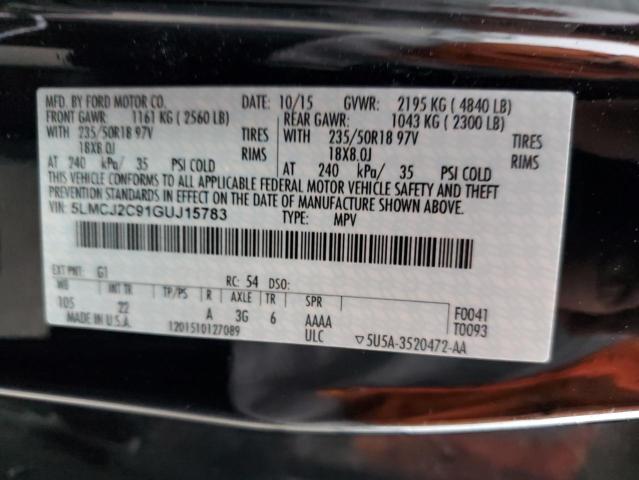 MFD. BY FORD MOTOR CO. DATE: 10/15 GVWR: 2195 KG ( 4840 LB)
FRONT GAWR: 1161 KG ( 2560 LB) REAR GAWR: 1043 KG ( 2300 LB)
WITH 235/50R18 97V TIRES WITH 235/50R18 97V TIRES
18X8.0J RIMS 18X8.0J RIMS
AT 240 kPa/ 35 PSI COLD AT 240 kPa/ 35 PSI COLD
THIS VEHICLE CONFORMS TO ALL APPLICABLE FEDERAL MOTOR VEHICLE SAFETY AND THEFT
PREVENTION STANDARDS IN EFFECT ON THE DATE OF MANUFACTURE SHOWN ABOVE.
VIN: 5LMCJ2C91GUJ15783 TYPE: MPV
EXT PNT: G1 RC: 54 DSO:
WB INT TR TP/PS R AXLE TR SPR
105 22 A 3G 6 AAAA F0041
MADE IN U.S.A. 1201510127089 ULC T0093
▽5U5A-3520472-AA